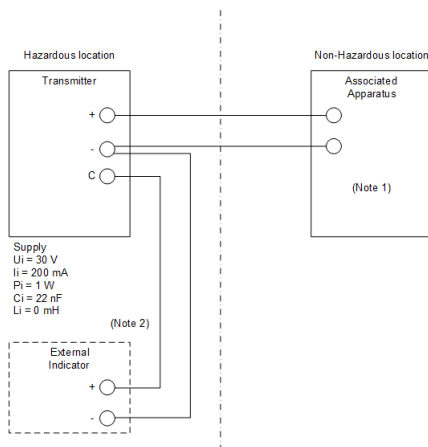 Hazardous location
Non-Hazardous location
Transmitter
Associated
Apparatus
+
-
C
(Note 1)
Supply
Ui = 30 V
Ii = 200 mA
Pi = 1 W
Ci = 22 nF
Li = 0 mH
(Note 2)
External
Indicator
+
-